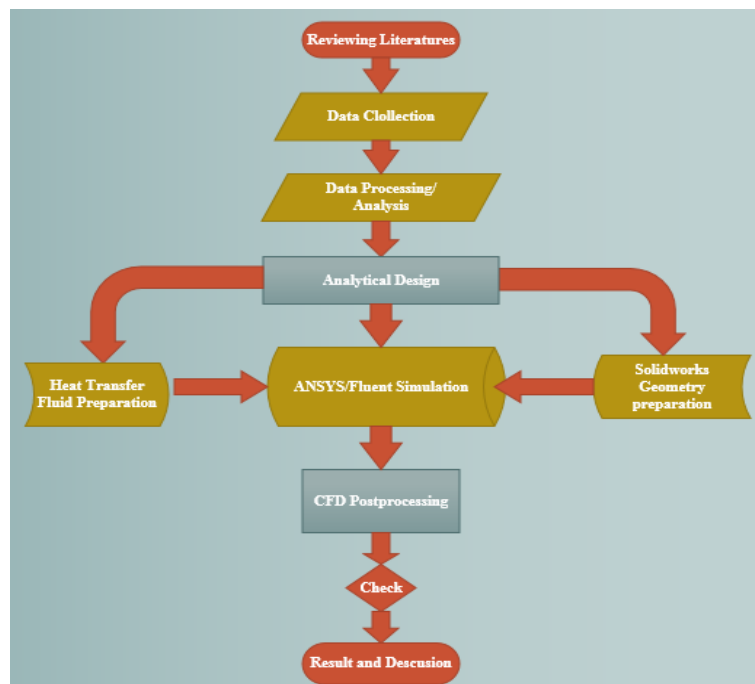 Reviewing Literatures
Data Clollection
Data Processing/
Analysis
Analytical Design
Heat Transfer
Fluid Preparation
ANSYS/Fluent Simulation
Solidworks
Geometry
preparation
CFD Postprocessing
Check
Result and Descusion